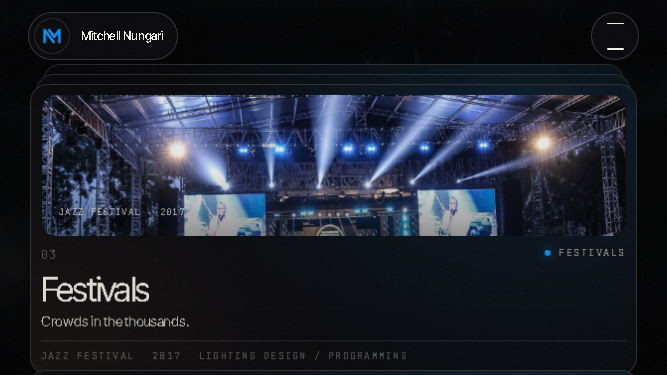 Mitchell Nungari
JAZZ FESTIVAL · 2017
03
FESTIVALS
Festivals
Crowds in the thousands.
JAZZ FESTIVAL 2017 LIGHTING DESIGN / PROGRAMMING